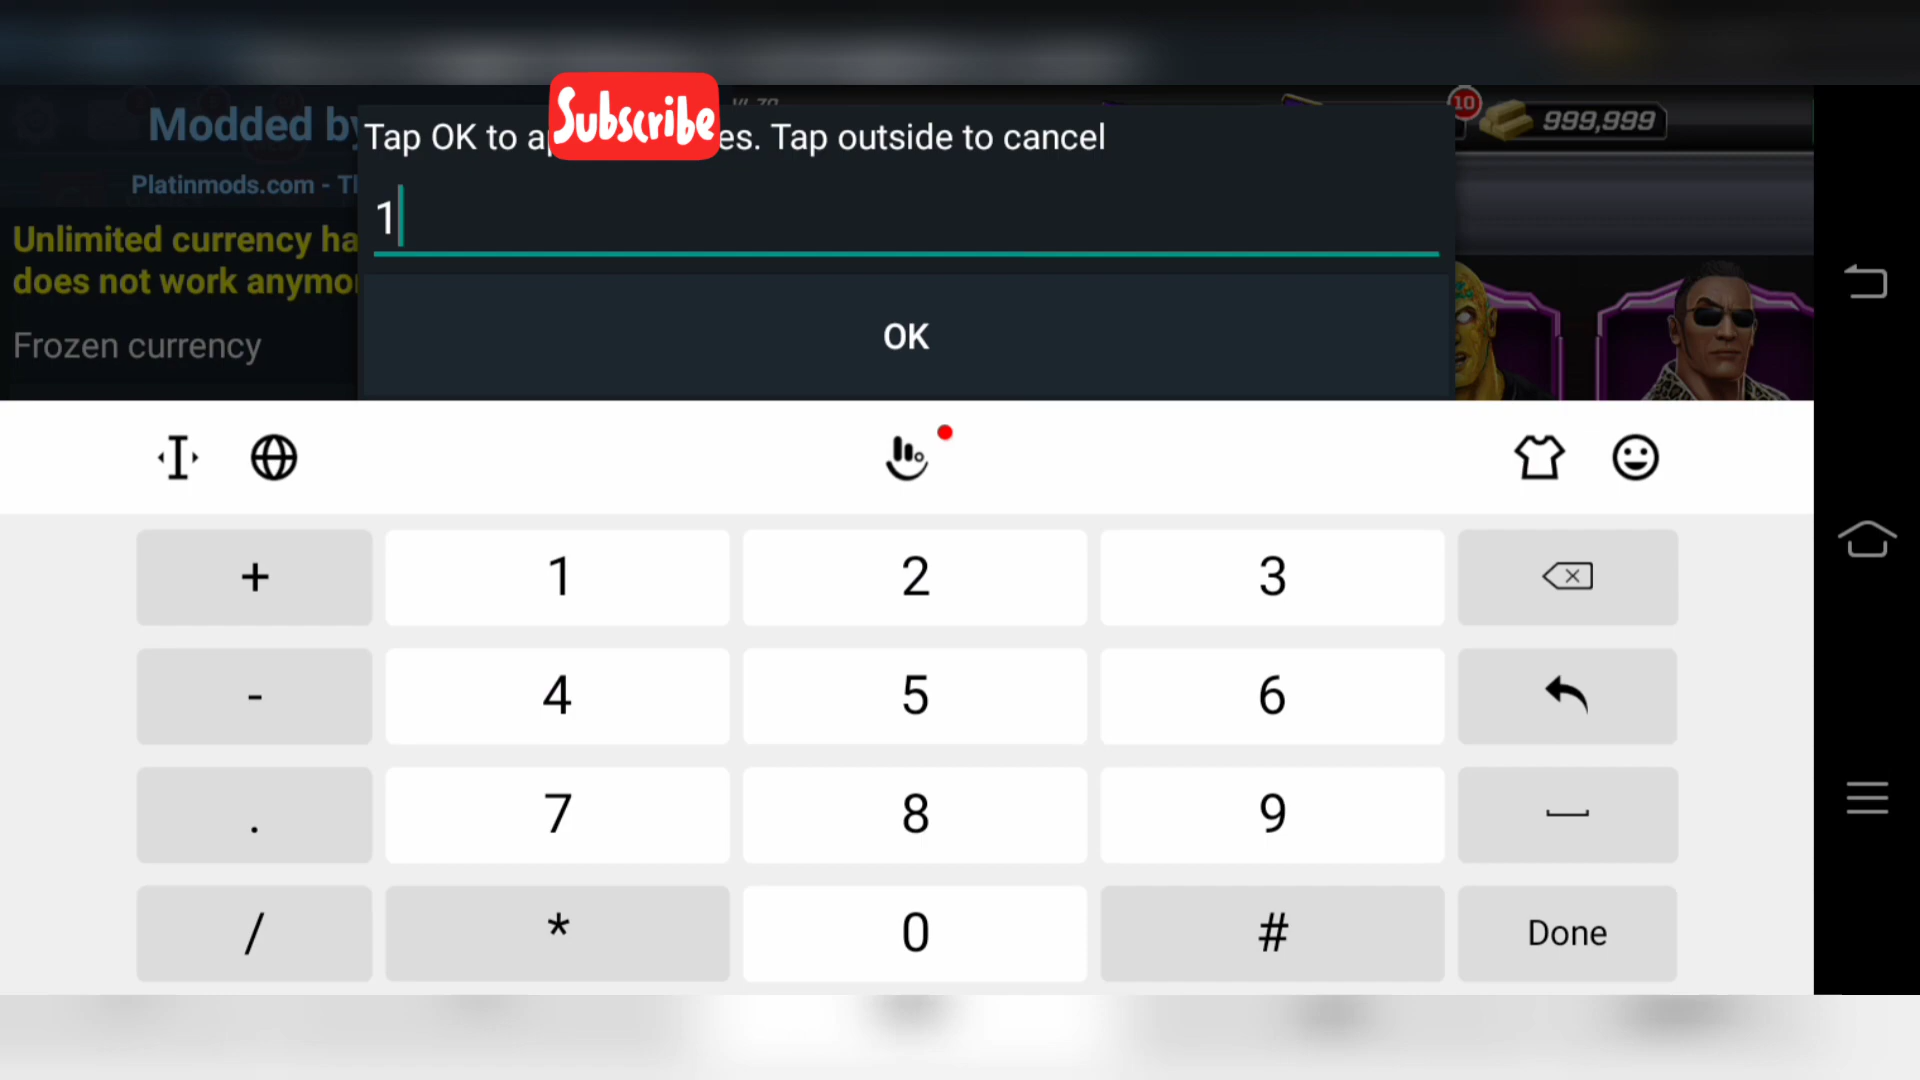 Subscribe
10
999,999
Modded by
Tap OK to ap es. Tap outside to cancel
Platinmods.com - Th
1
Unlimited currency ha
does not work anymo
OK
Frozen currency
+ 1 2 3
- 4 5 6
. 7 8 9
/ * 0 # Done